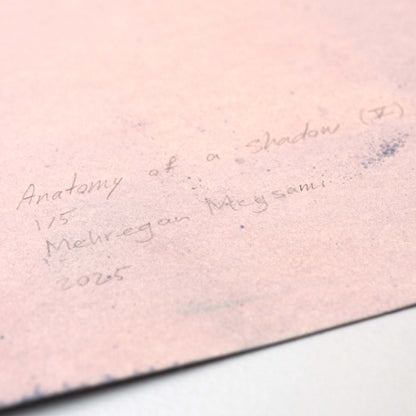 Anatomy of a shadow (V)
1/5
Mehregan Meysami
2025